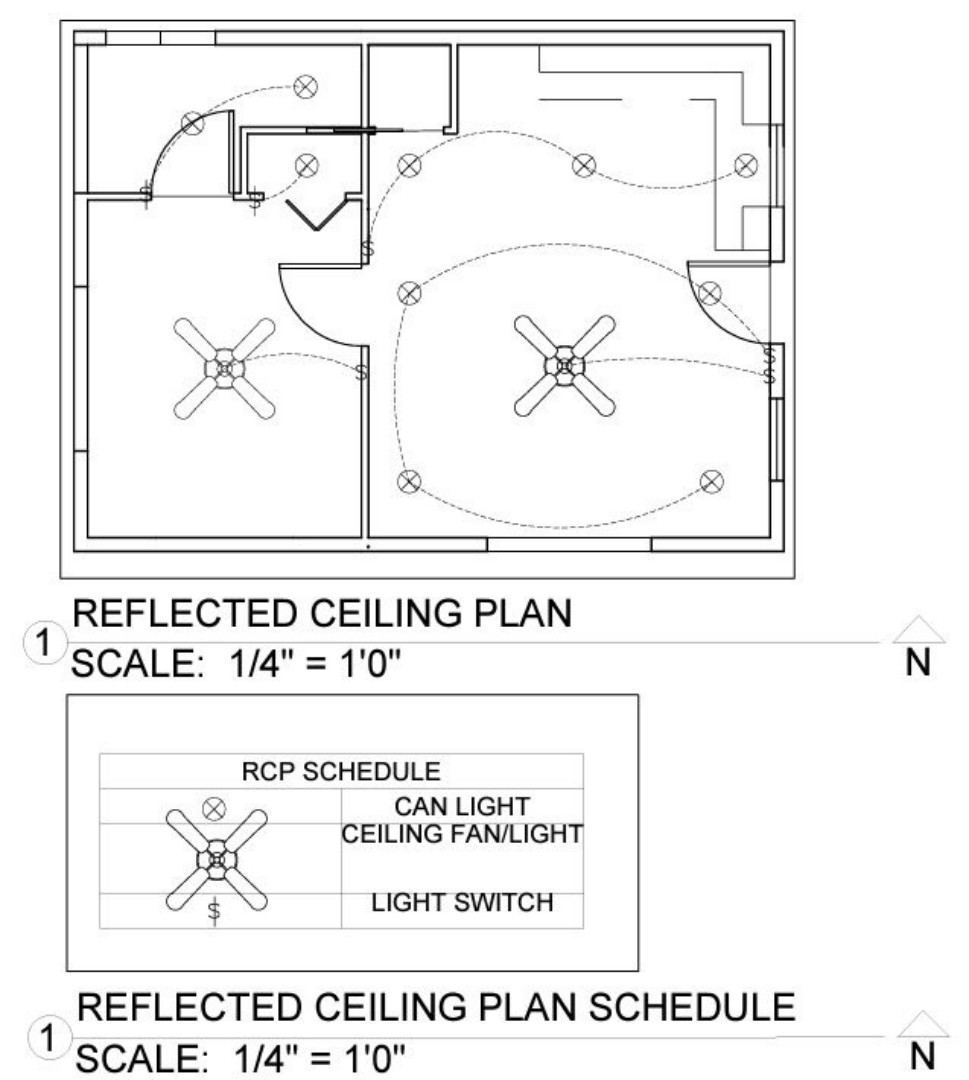 $
$
$
$
$
$
REFLECTED CEILING PLAN
1
SCALE: 1/4" = 1'0"
N
RCP SCHEDULE
CAN LIGHT
CEILING FAN/LIGHT
$ LIGHT SWITCH
REFLECTED CEILING PLAN SCHEDULE
1
SCALE: 1/4" = 1'0"
N